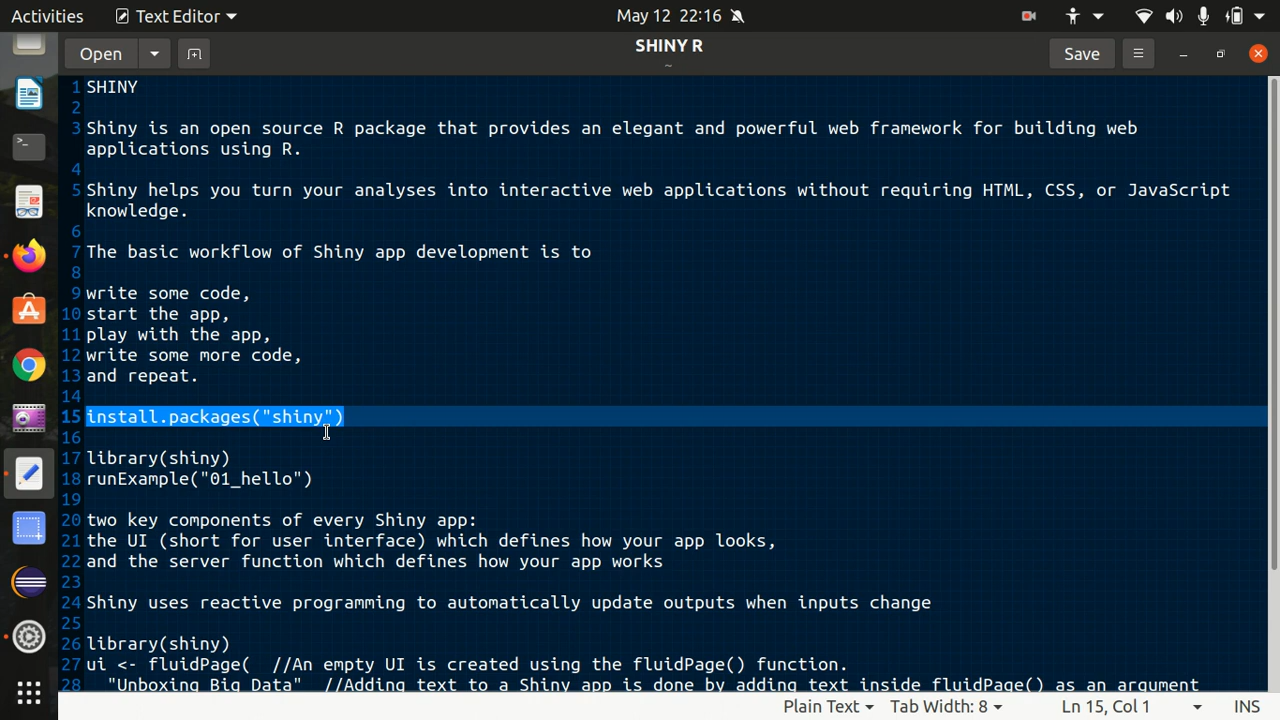 Activities Text Editor May 12 22:16
Open SHINY R Save
~
1 SHINY
2
3 Shiny is an open source R package that provides an elegant and powerful web framework for building web
applications using R.
4
5 Shiny helps you turn your analyses into interactive web applications without requiring HTML, CSS, or JavaScript
knowledge.
6
7 The basic workflow of Shiny app development is to
8
9 write some code,
10 start the app,
11 play with the app,
12 write some more code,
13 and repeat.
14
15 install.packages("shiny")
16
17 library(shiny)
18 runExample("01_hello")
19
20 two key components of every Shiny app:
21 the UI (short for user interface) which defines how your app looks,
22 and the server function which defines how your app works
23
24 Shiny uses reactive programming to automatically update outputs when inputs change
25
26 library(shiny)
27 ui <- fluidPage(  //An empty UI is created using the fluidPage() function.
28   "Unboxing Big Data"  //Adding text to a Shiny app is done by adding text inside fluidPage() as an argument
Plain Text Tab Width: 8 Ln 15, Col 1 INS